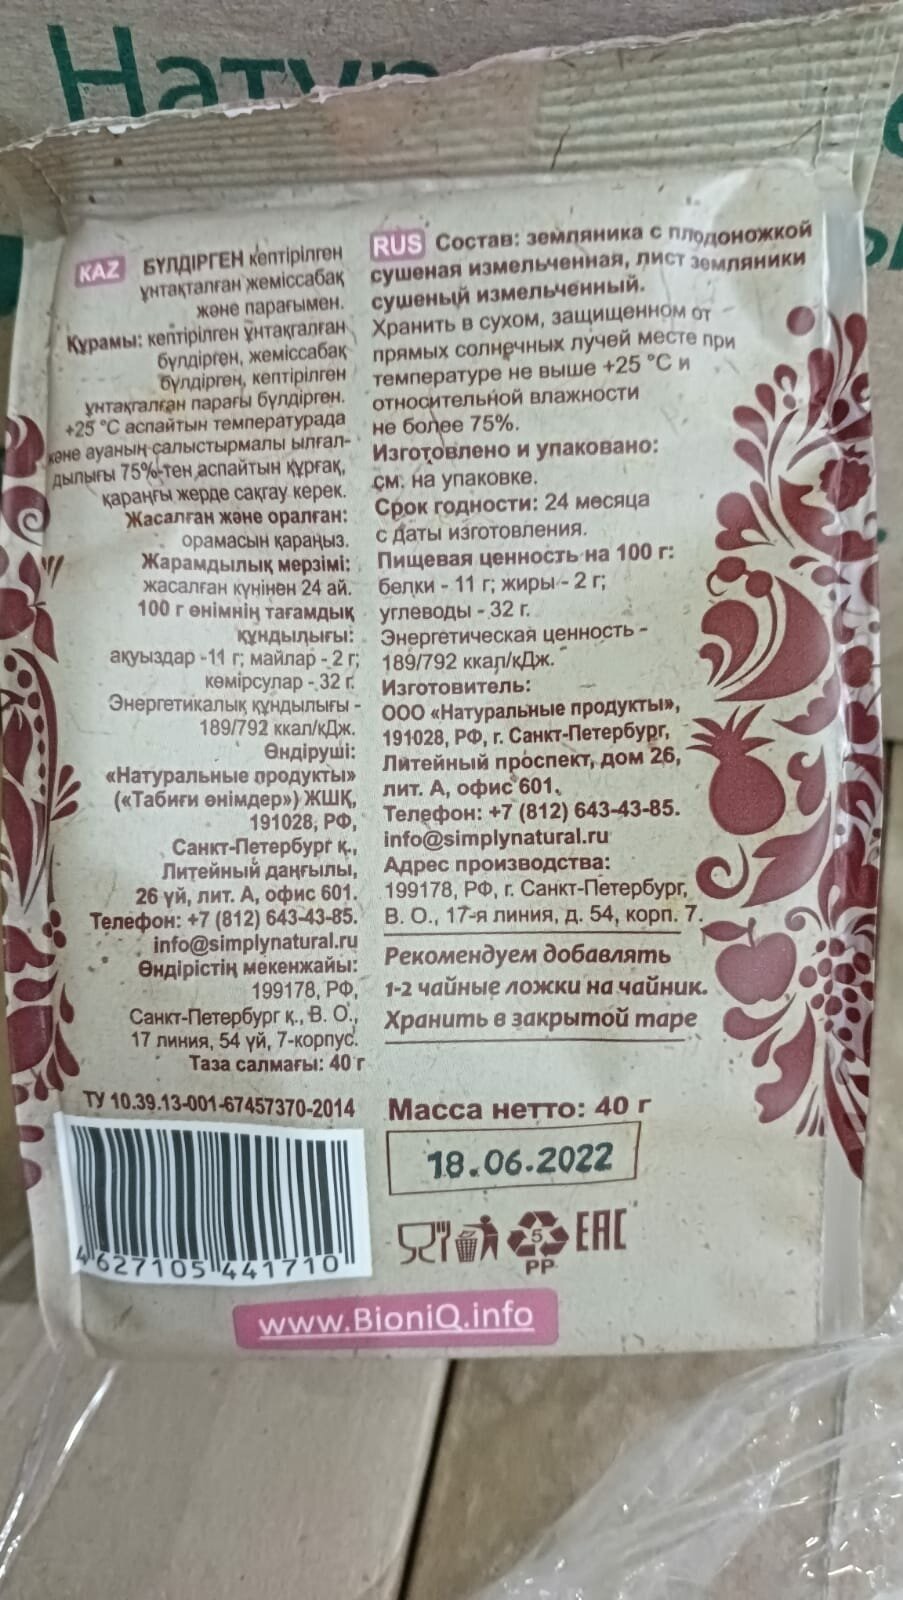 Натур
KAZ БҮЛДІРГЕН кептірілген
ұнтақталған жеміссабақ
және парағымен.
Құрамы: кептірілген ұнтақталған
бүлдірген, жеміссабақ
бүлдірген, кептірілген
ұнтақталған парағы бүлдірген.
+25 °С аспайтын температурада
және ауаның салыстырмалы ылғал-
дылығы 75%-тен аспайтын құрғақ,
қараңғы жерде сақтау керек.
Жасалған және оралған:
орамасын қараңыз.
Жарамдылық мерзімі:
жасалған күнінен 24 ай.
100 г өнімнің тағамдық
құндылығы:
ақуыздар -11 г; майлар - 2 г;
көмірсулар - 32 г.
Энергетикалық құндылығы -
189/792 ккал/кДж.
Өндіруші:
«Натуральные продукты»
(«Табиғи өнімдер») ЖШҚ,
191028, РФ,
Санкт-Петербург қ.,
Литейный даңғылы,
26 үй, лит. А, офис 601.
Телефон: +7 (812) 643-43-85.
info@simplynatural.ru
Өндірістің мекенжайы:
199178, РФ,
Санкт-Петербург қ., В. О.,
17 линия, 54 үй, 7-корпус.
Таза салмағы: 40 г
ТУ 10.39.13-001-67457370-2014
4 627105 441710
RUS Состав: земляника с плодоножкой
сушеная измельченная, лист земляники
сушеный измельченный.
Хранить в сухом, защищенном от
прямых солнечных лучей месте при
температуре не выше +25 °С и
относительной влажности
не более 75%.
Изготовлено и упаковано:
см. на упаковке.
Срок годности: 24 месяца
с даты изготовления.
Пищевая ценность на 100 г:
белки - 11 г; жиры - 2 г;
углеводы - 32 г.
Энергетическая ценность -
189/792 ккал/кДж.
Изготовитель:
ООО «Натуральные продукты»,
191028, РФ, г. Санкт-Петербург,
Литейный проспект, дом 26,
лит. А, офис 601.
Телефон: +7 (812) 643-43-85.
info@simplynatural.ru
Адрес производства:
199178, РФ, г. Санкт-Петербург,
В. О., 17-я линия, д. 54, корп. 7.
Рекомендуем добавлять
1-2 чайные ложки на чайник.
Хранить в закрытой таре
Масса нетто: 40 г
18.06.2022
5
PP
EAC
www.BioniQ.info